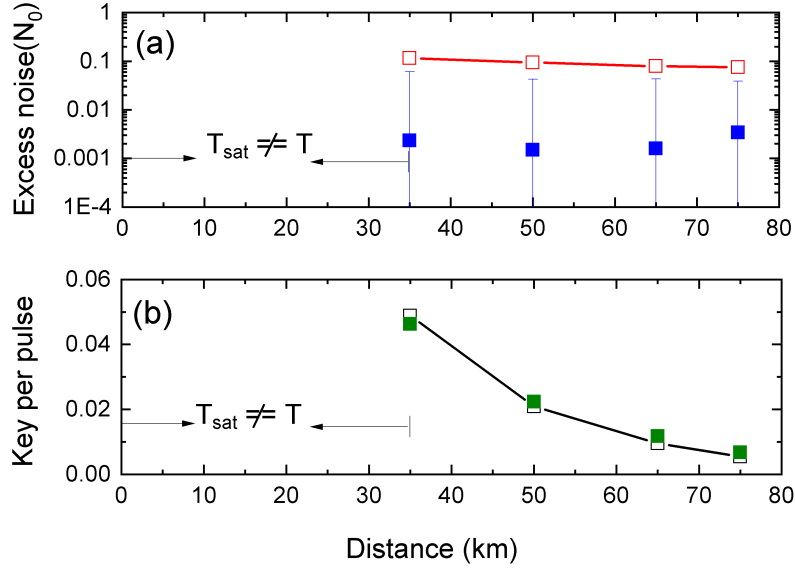 Excess noise(N₀)
1
0.1
0.01
0.001
1E-4
(a)
Tsat ≠ T
0 10 20 30 40 50 60 70 80
Key per pulse
0.06
0.04
0.02
0.00
(b)
Tsat ≠ T
0 10 20 30 40 50 60 70 80
Distance (km)